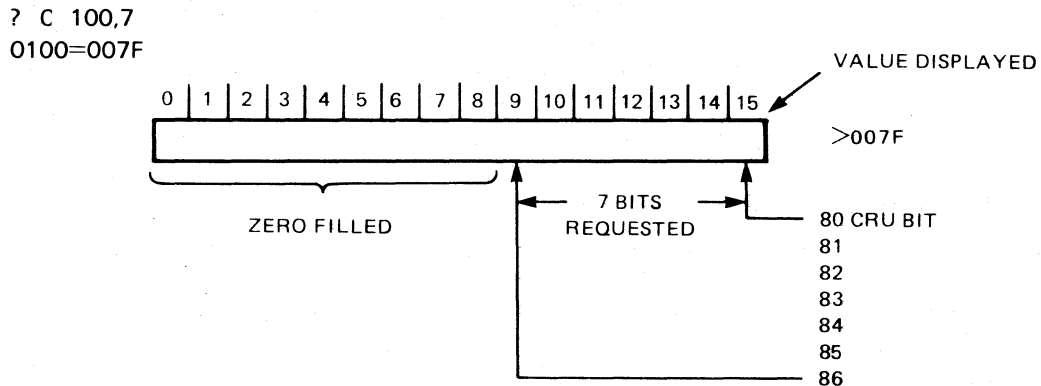 ? C 100,7
0100=007F
VALUE DISPLAYED
0 1 2 3 4 5 6 7 8 9 10 11 12 13 14 15
>007F
7 BITS
REQUESTED
ZERO FILLED
80 CRU BIT
81
82
83
84
85
86